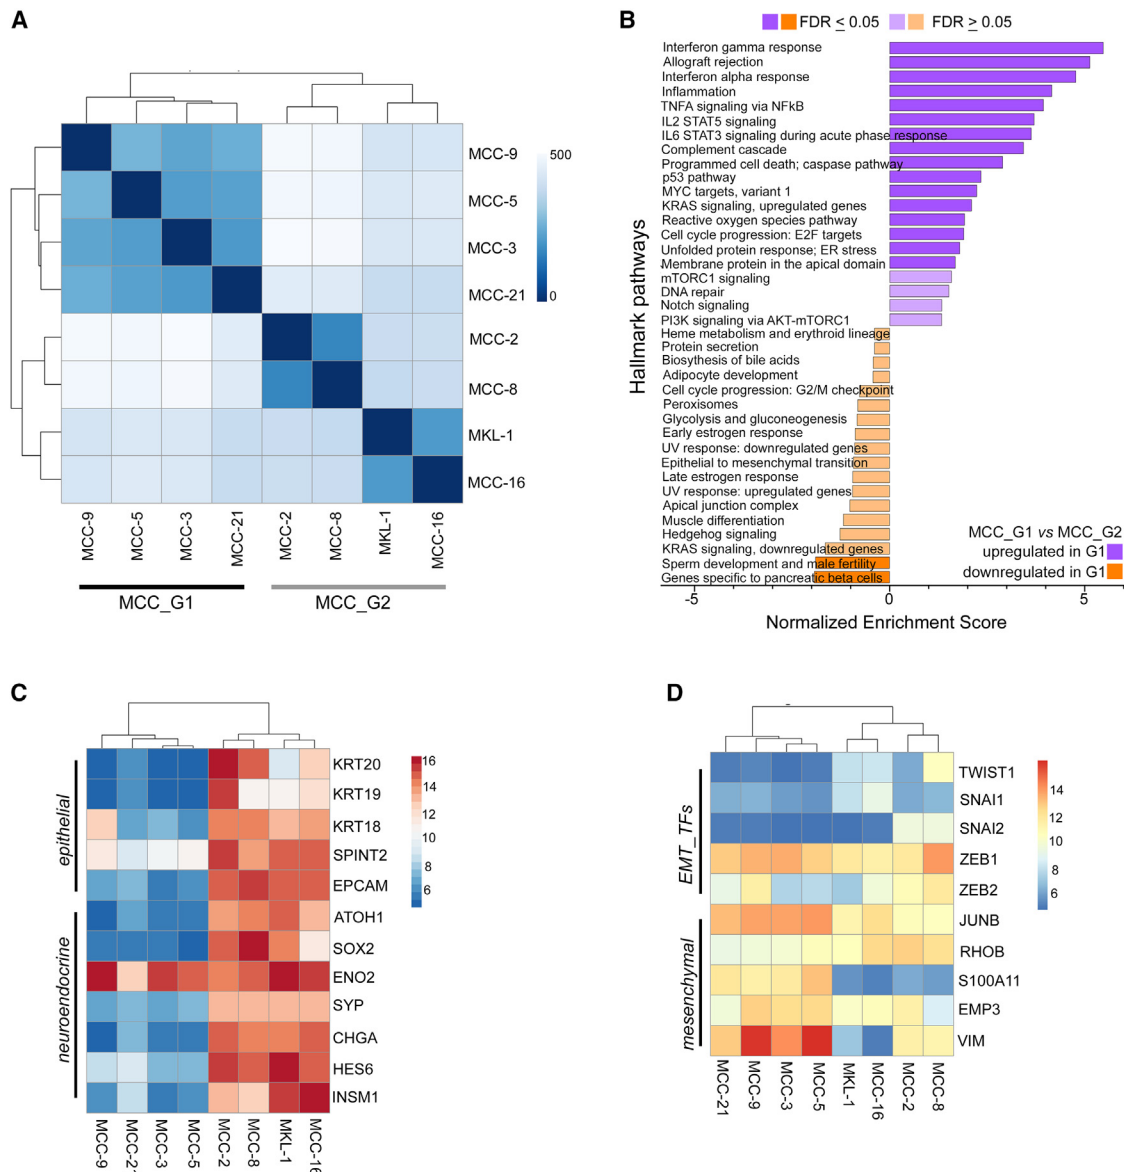 A
500
0
MCC-9
MCC-5
MCC-3
MCC-21
MCC-2
MCC-8
MKL-1
MCC-16
MCC-9
MCC-5
MCC-3
MCC-21
MCC-2
MCC-8
MKL-1
MCC-16
MCC_G1
MCC_G2
B
FDR ≤ 0.05
FDR ≥ 0.05
Hallmark pathways
Interferon gamma response
Allograft rejection
Interferon alpha response
Inflammation
TNFA signaling via NFkB
IL2 STAT5 signaling
IL6 STAT3 signaling during acute phase response
Complement cascade
Programmed cell death; caspase pathway
p53 pathway
MYC targets, variant 1
KRAS signaling, upregulated genes
Reactive oxygen species pathway
Cell cycle progression: E2F targets
Unfolded protein response; ER stress
Membrane protein in the apical domain
mTORC1 signaling
DNA repair
Notch signaling
PI3K signaling via AKT-mTORC1
Heme metabolism and erythroid lineage
Protein secretion
Biosythesis of bile acids
Adipocyte development
Cell cycle progression: G2/M checkpoint
Peroxisomes
Glycolysis and gluconeogenesis
Early estrogen response
UV response: downregulated genes
Epithelial to mesenchymal transition
Late estrogen response
UV response: upregulated genes
Apical junction complex
Muscle differentiation
Hedgehog signaling
KRAS signaling, downregulated genes
Sperm development and male fertility
Genes specific to pancreatic beta cells
MCC_G1 vs MCC_G2
upregulated in G1
downregulated in G1
-5
0
5
Normalized Enrichment Score
C
epithelial
neuroendocrine
KRT20
KRT19
KRT18
SPINT2
EPCAM
ATOH1
SOX2
ENO2
SYP
CHGA
HES6
INSM1
16
14
12
10
8
6
MCC-9
MCC-2
MCC-3
MCC-5
MCC-2
MCC-8
MKL-1
MCC-16
D
EMT_TFs
mesenchymal
TWIST1
SNAI1
SNAI2
ZEB1
ZEB2
JUNB
RHOB
S100A11
EMP3
VIM
14
12
10
8
6
MCC-21
MCC-9
MCC-3
MCC-5
MKL-1
MCC-16
MCC-2
MCC-8